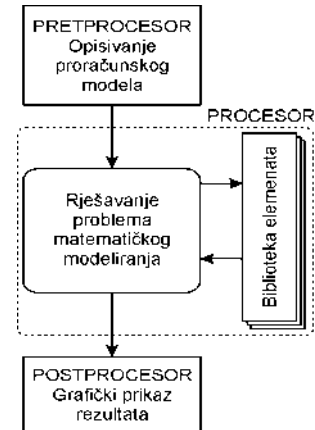 PRETPROCESOR
Opisivanje
proračunskog
modela
PROCESOR
Rješavanje
problema
matematičkog
modeliranja
Biblioteka elemenata
POSTPROCESOR
Grafički prikaz
rezultata